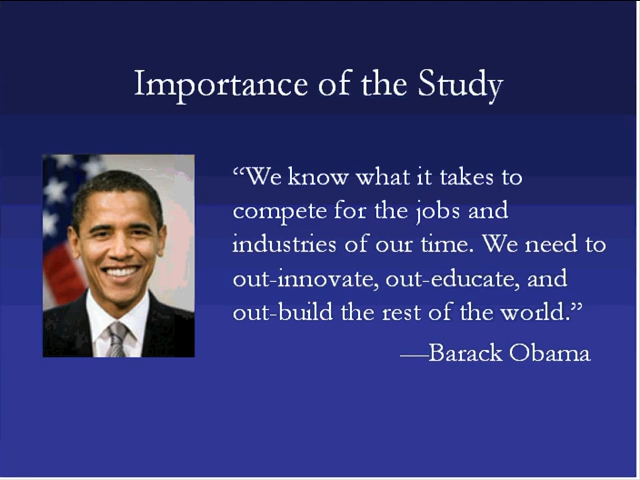 Importance of the Study
“We know what it takes to
compete for the jobs and
industries of our time. We need to
out-innovate, out-educate, and
out-build the rest of the world.”
—Barack Obama